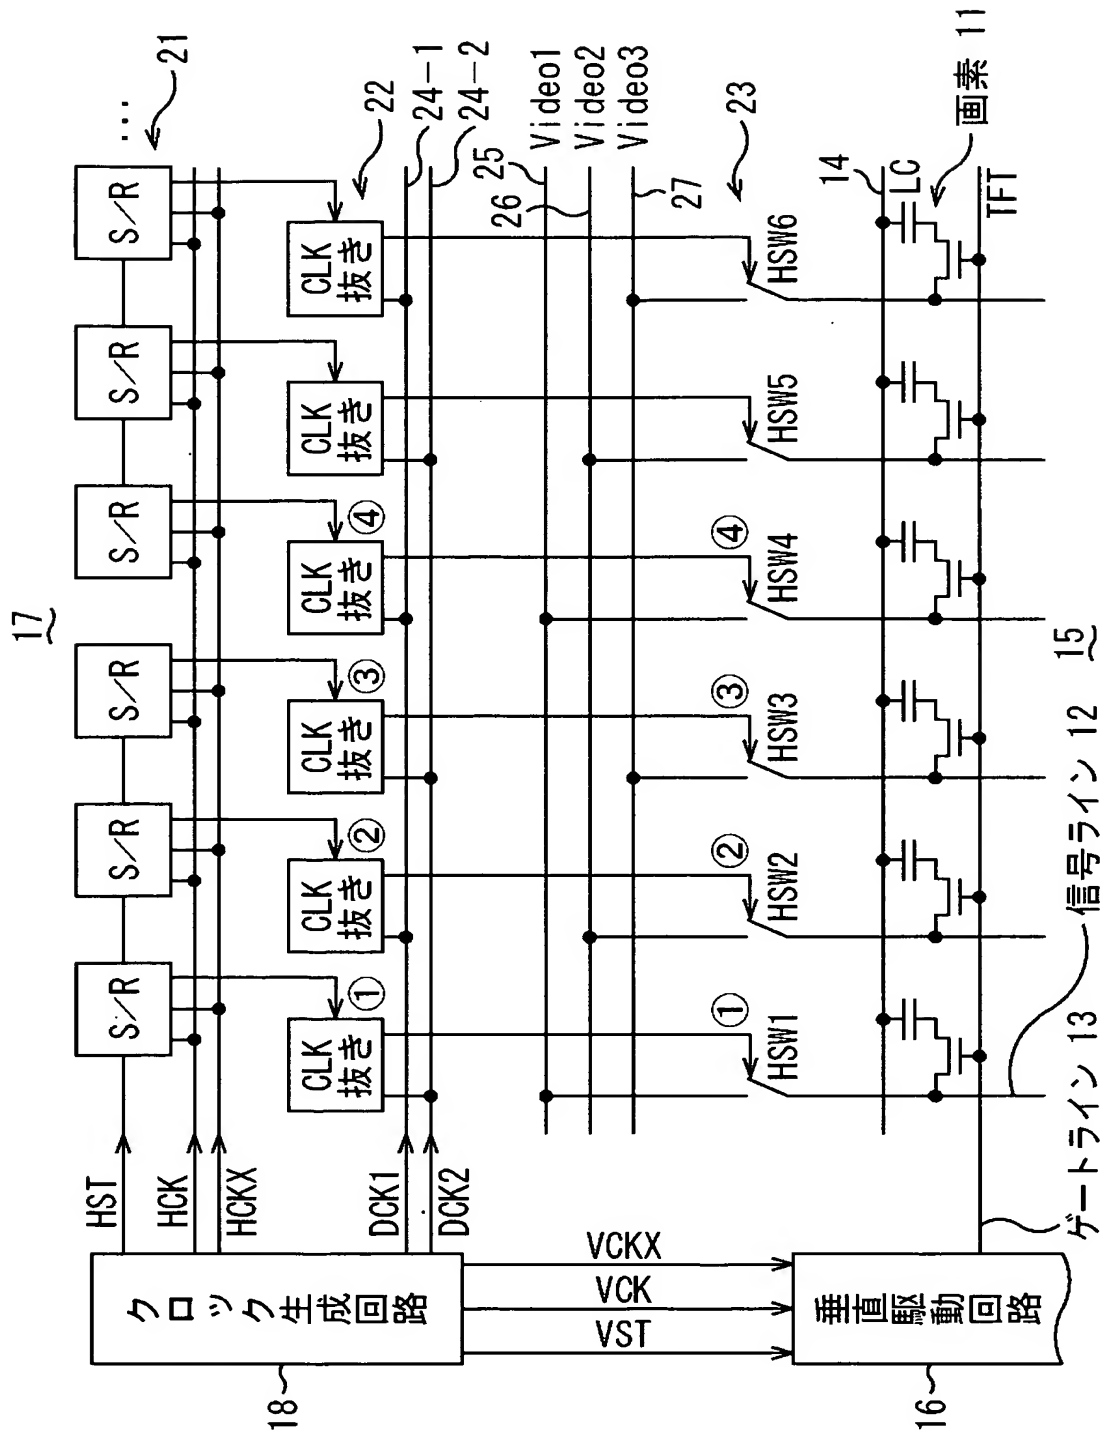 17
21
S/R
S/R
S/R
S/R
S/R
S/R
...
HST
HCK
HCKX
22
CLK
抜き
①
CLK
抜き
②
CLK
抜き
③
CLK
抜き
④
CLK
抜き
CLK
抜き
DCK1
DCK2
24-1
24-2
クロック生成回路
18
25
Video1
26
Video2
27
Video3
VCKX
VCK
VST
23
①
②
③
④
HSW1
HSW2
HSW3
HSW4
HSW5
HSW6
14
LC
画素 11
TFT
垂直駆動回路
16
ゲートライン 13
信号ライン 12
15